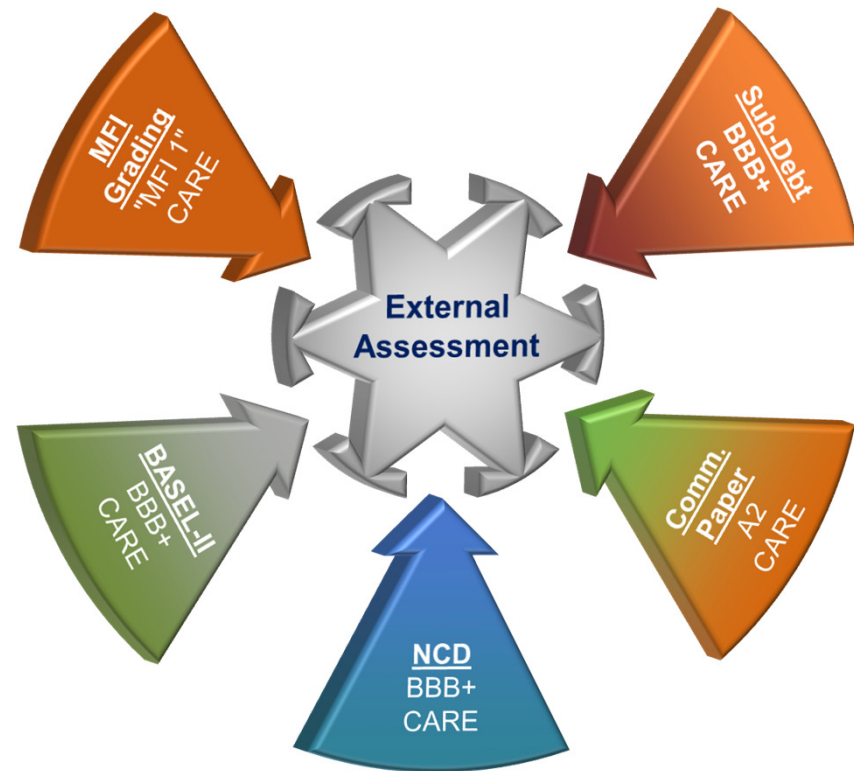 MFI
Grading
"MFI 1"
CARE
Sub-Debt
BBB+
CARE
External
Assessment
BASEL-II
BBB+
CARE
Comm.
Paper
A2
CARE
NCD
BBB+
CARE